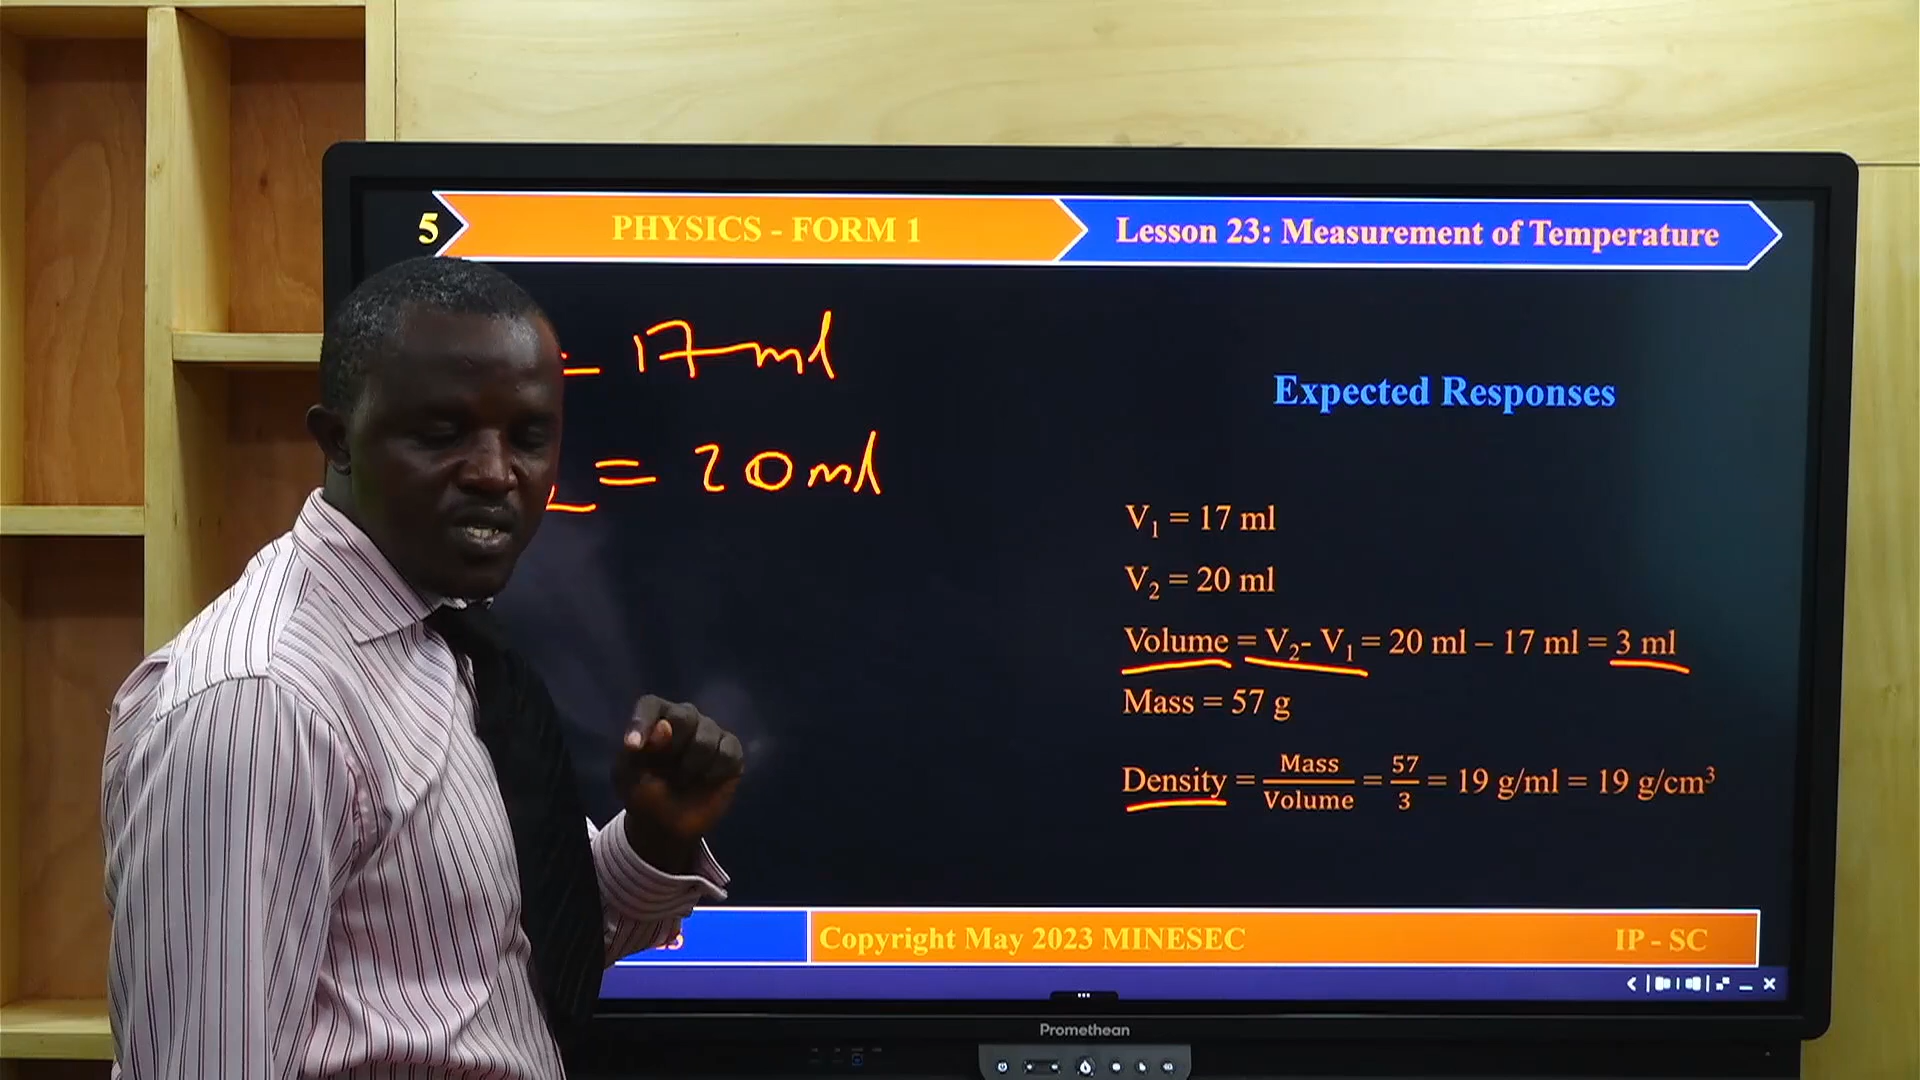 5 PHYSICS - FORM 1 Lesson 23: Measurement of Temperature
= 17 ml
= 20 ml
Expected Responses
V₁ = 17 ml
V₂ = 20 ml
Volume = V₂- V₁ = 20 ml – 17 ml = 3 ml
Mass = 57 g
Density = Mass/Volume = 57/3 = 19 g/ml = 19 g/cm³
Copyright May 2023 MINESEC IP - SC
Promethean